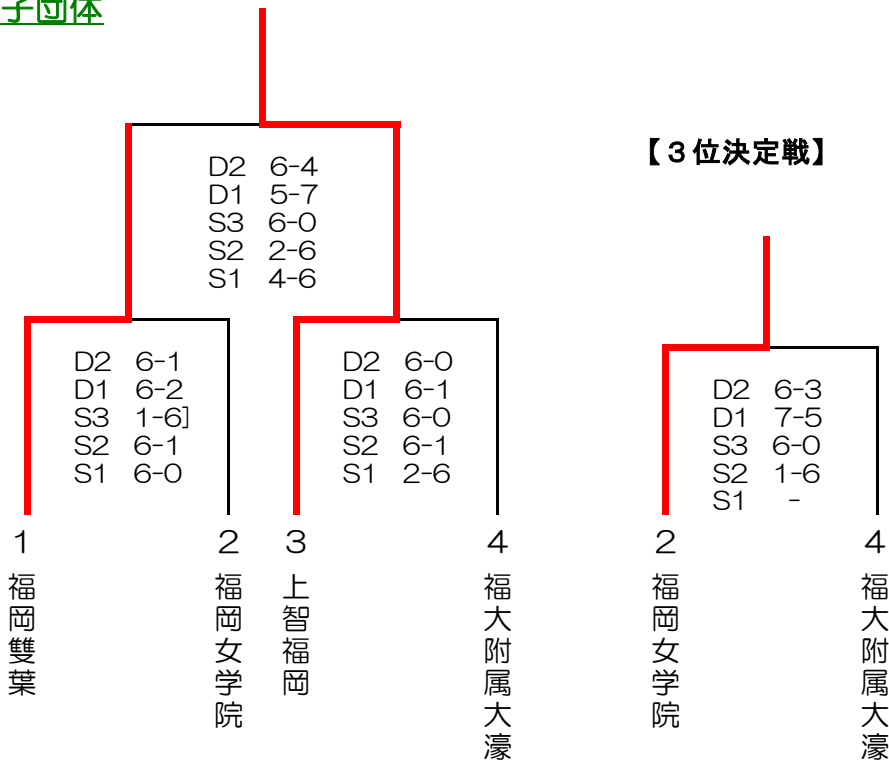 子団体
D2 6-4
D1 5-7
S3 6-0
S2 2-6
S1 4-6
【３位決定戦】
D2 6-1
D1 6-2
S3 1-6]
S2 6-1
S1 6-0
D2 6-0
D1 6-1
S3 6-0
S2 6-1
S1 2-6
D2 6-3
D1 7-5
S3 6-0
S2 1-6
S1 -
1
福岡雙葉
2
福岡女学院
3
上智福岡
4
福大附属大濠
2
福岡女学院
4
福大附属大濠